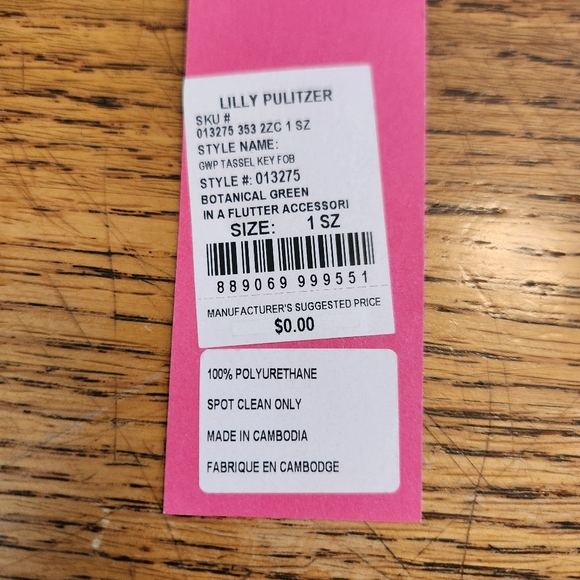 LILLY PULITZER
SKU #
013275 353 2ZC 1 SZ
STYLE NAME:
GWP TASSEL KEY FOB
STYLE #: 013275
BOTANICAL GREEN
IN A FLUTTER ACCESSORI
SIZE: 1 SZ
889069 999551
MANUFACTURER'S SUGGESTED PRICE
$0.00
100% POLYURETHANE
SPOT CLEAN ONLY
MADE IN CAMBODIA
FABRIQUE EN CAMBODGE